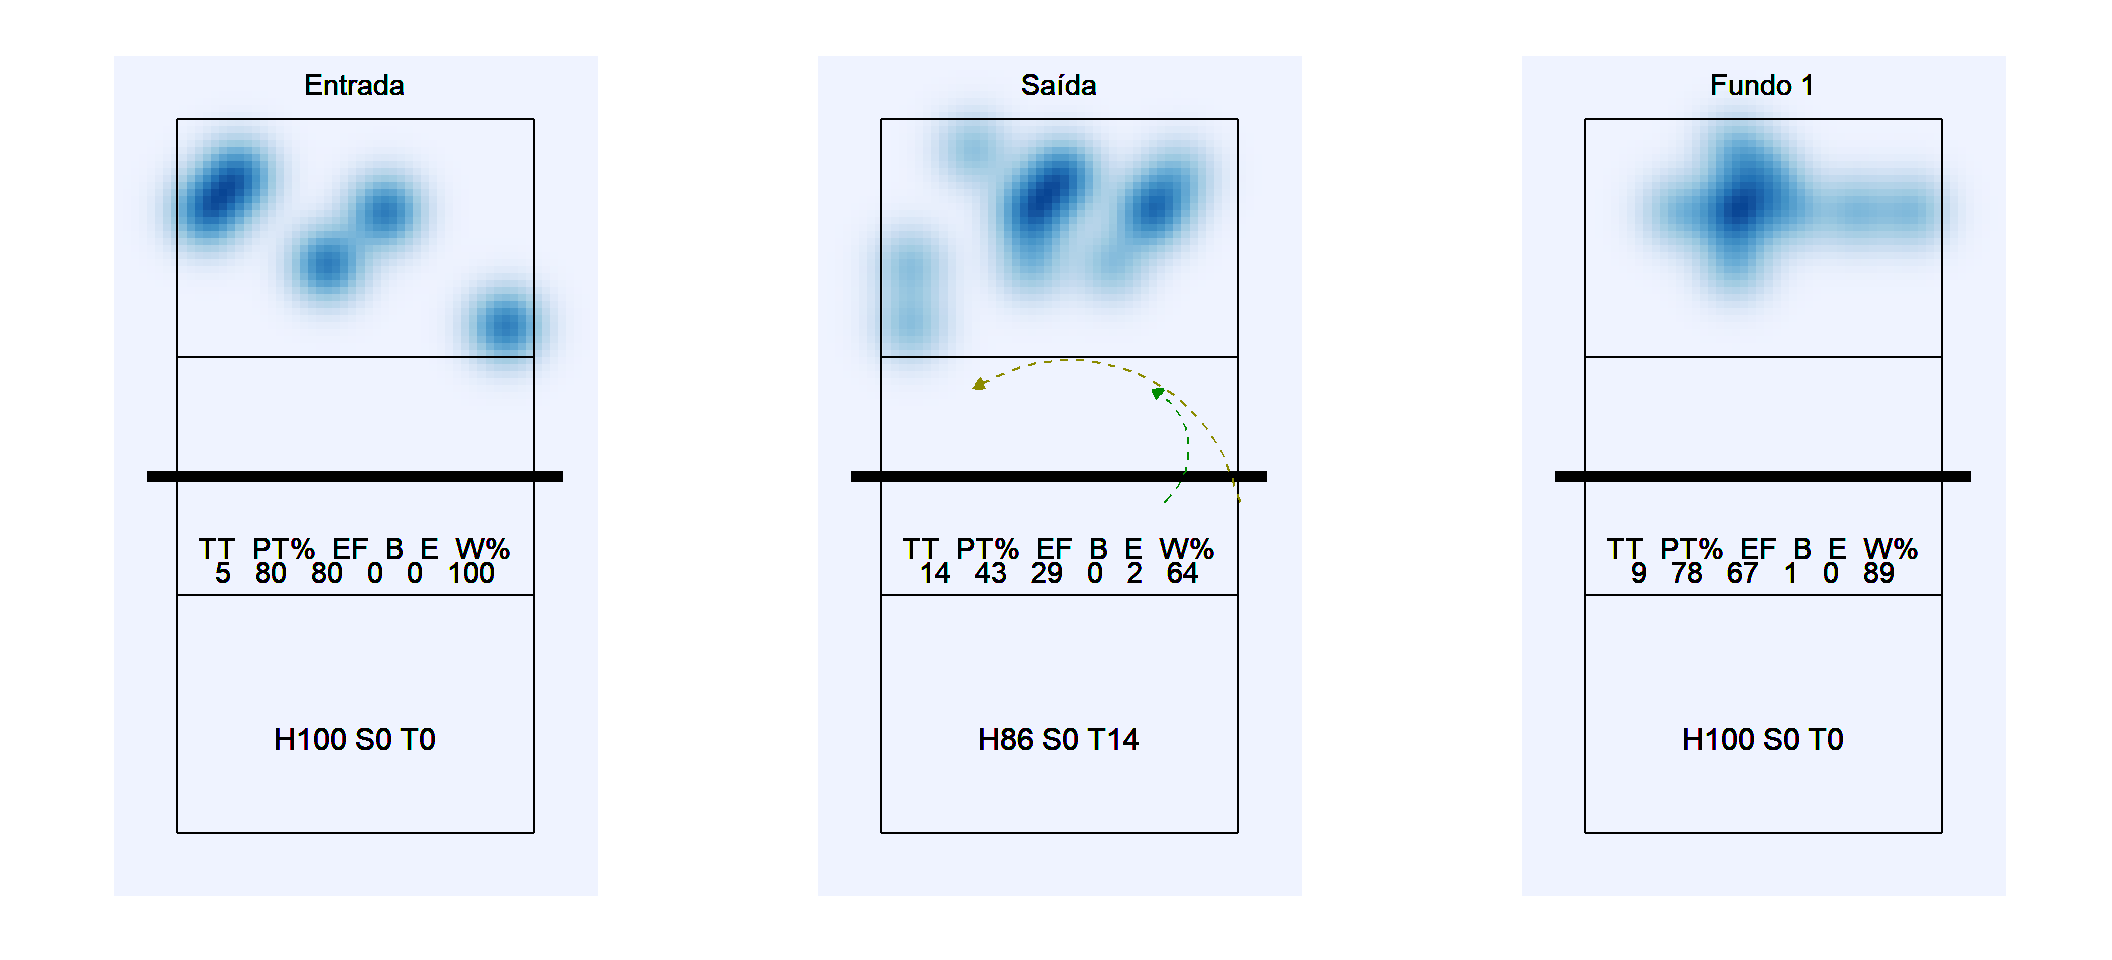 Entrada
TT PT% EF B E W%
5 80 80 0 0 100
H100 S0 T0
Saída
TT PT% EF B E W%
14 43 29 0 2 64
H86 S0 T14
Fundo 1
TT PT% EF B E W%
9 78 67 1 0 89
H100 S0 T0